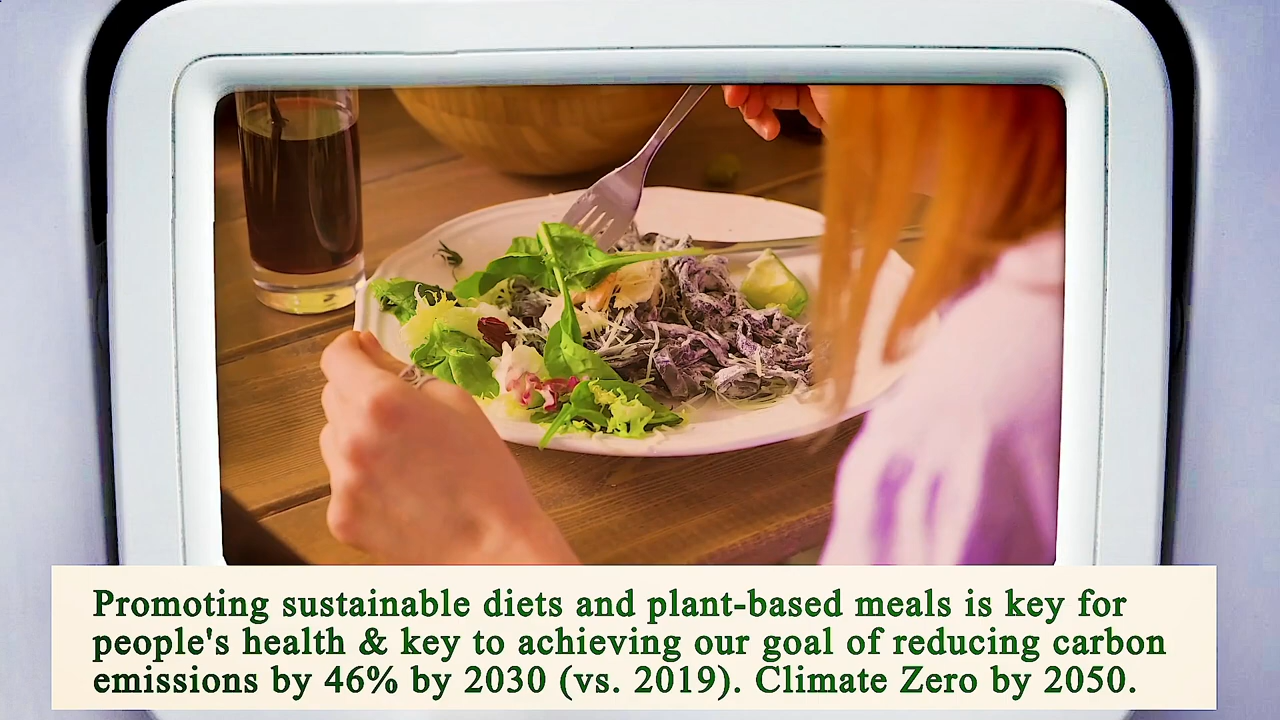 Promoting sustainable diets and plant-based meals is key for
people's health & key to achieving our goal of reducing carbon
emissions by 46% by 2030 (vs. 2019). Climate Zero by 2050.